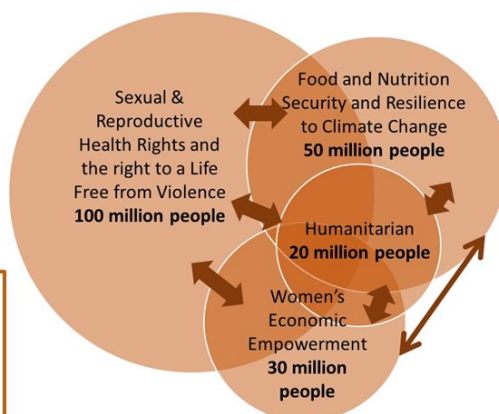 Sexual &
Reproductive
Health Rights and
the right to a Life
Free from Violence
100 million people
Food and Nutrition
Security and Resilience
to Climate Change
50 million people
Humanitarian
20 million people
Women's
Economic
Empowerment
30 million
people